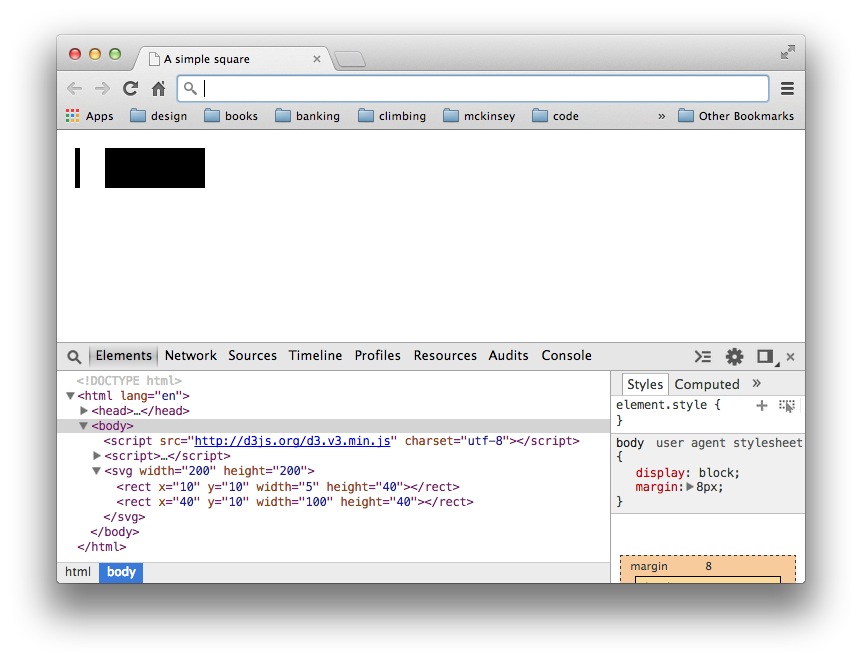 A simple square
Apps design books banking climbing mckinsey code » Other Bookmarks
Elements Network Sources Timeline Profiles Resources Audits Console
<!DOCTYPE html>
<html lang="en">
<head>…</head>
<body>
<script src="http://d3js.org/d3.v3.min.js" charset="utf-8"></script>
<script>…</script>
<svg width="200" height="200">
<rect x="10" y="10" width="5" height="40"></rect>
<rect x="40" y="10" width="100" height="40"></rect>
</svg>
</body>
</html>
html body
Styles Computed »
element.style {
}
body user agent stylesheet
{
display: block;
margin: 8px;
}
margin 8